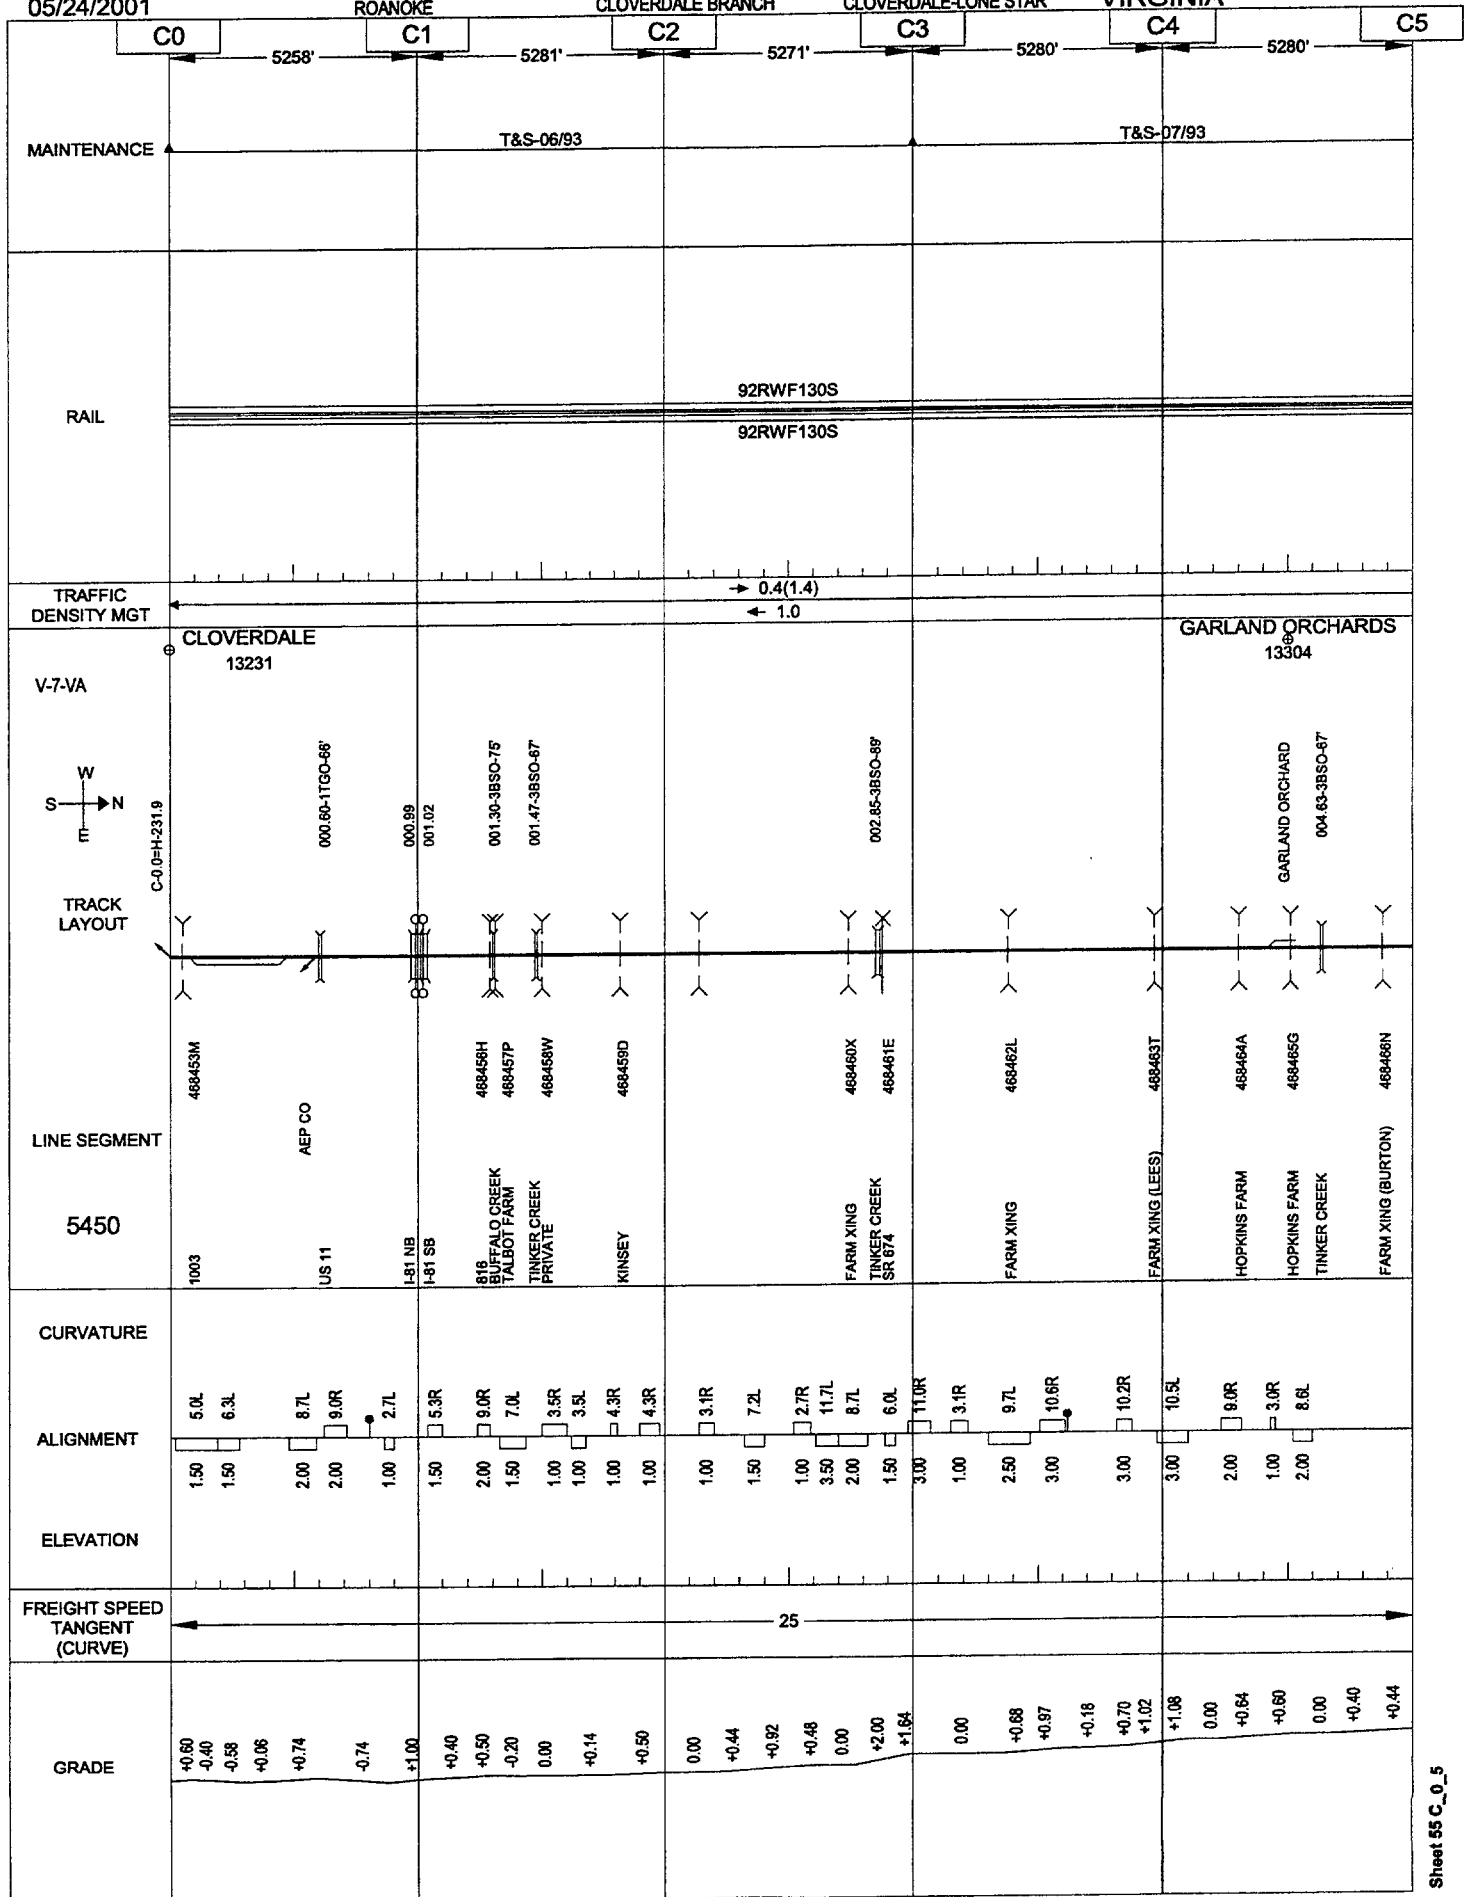 05/24/2001 ROANOKE CLOVERDALE BRANCH CLOVERDALE-LONE STAR VIRGINIA
C0 C1 C2 C3 C4 C5
5258' 5281' 5271' 5280' 5280'
MAINTENANCE T&S-06/93 T&S-07/93
92RWF130S
RAIL
92RWF130S
TRAFFIC
DENSITY MGT
→ 0.4(1.4)
← 1.0
CLOVERDALE
13231
GARLAND ORCHARDS
13304
V-7-VA
W
S N
E
C-0.0=H-231.9
000.60-1TGO-66'
000.99
001.02
001.30-3BSO-75'
001.47-3BSO-67'
002.85-3BSO-89'
GARLAND ORCHARD
004.63-3BSO-67'
TRACK
LAYOUT
468453M
468456H
468457P
468458W
468459D
468460X
468461E
468462L
468463T
468464A
468465G
468466N
LINE SEGMENT
5450
1003
AEP CO
US 11
I-81 NB
I-81 SB
816
BUFFALO CREEK
TALBOT FARM
TINKER CREEK
PRIVATE
KINSEY
FARM XING
TINKER CREEK
SR 674
FARM XING
FARM XING (LEES)
HOPKINS FARM
HOPKINS FARM
TINKER CREEK
FARM XING (BURTON)
CURVATURE
5.0L 6.3L 8.7L 9.0R 2.7L 5.3R 9.0R 7.0L 3.5R 3.5L 4.3R 4.3R 3.1R 7.2L 2.7R 11.7L 8.7L 6.0L 11.0R 3.1R 9.7L 10.6R 10.2R 10.5L 9.0R 3.0R 8.6L
ALIGNMENT
1.50 1.50 2.00 2.00 1.00 1.50 2.00 1.50 1.00 1.00 1.00 1.00 1.00 1.50 1.00 3.50 2.00 1.50 3.00 1.00 2.50 3.00 3.00 3.00 2.00 1.00 2.00
ELEVATION
FREIGHT SPEED
TANGENT
(CURVE)
25
GRADE
+0.60 -0.40 -0.58 +0.06 +0.74 -0.74 +1.00 +0.40 +0.50 -0.20 0.00 +0.14 +0.50 0.00 +0.44 +0.92 +0.48 0.00 +2.00 +1.64 0.00 +0.68 +0.97 +0.18 +0.70 +1.02 +1.08 0.00 +0.64 +0.60 0.00 +0.40 +0.44
Sheet 55 C_0_5